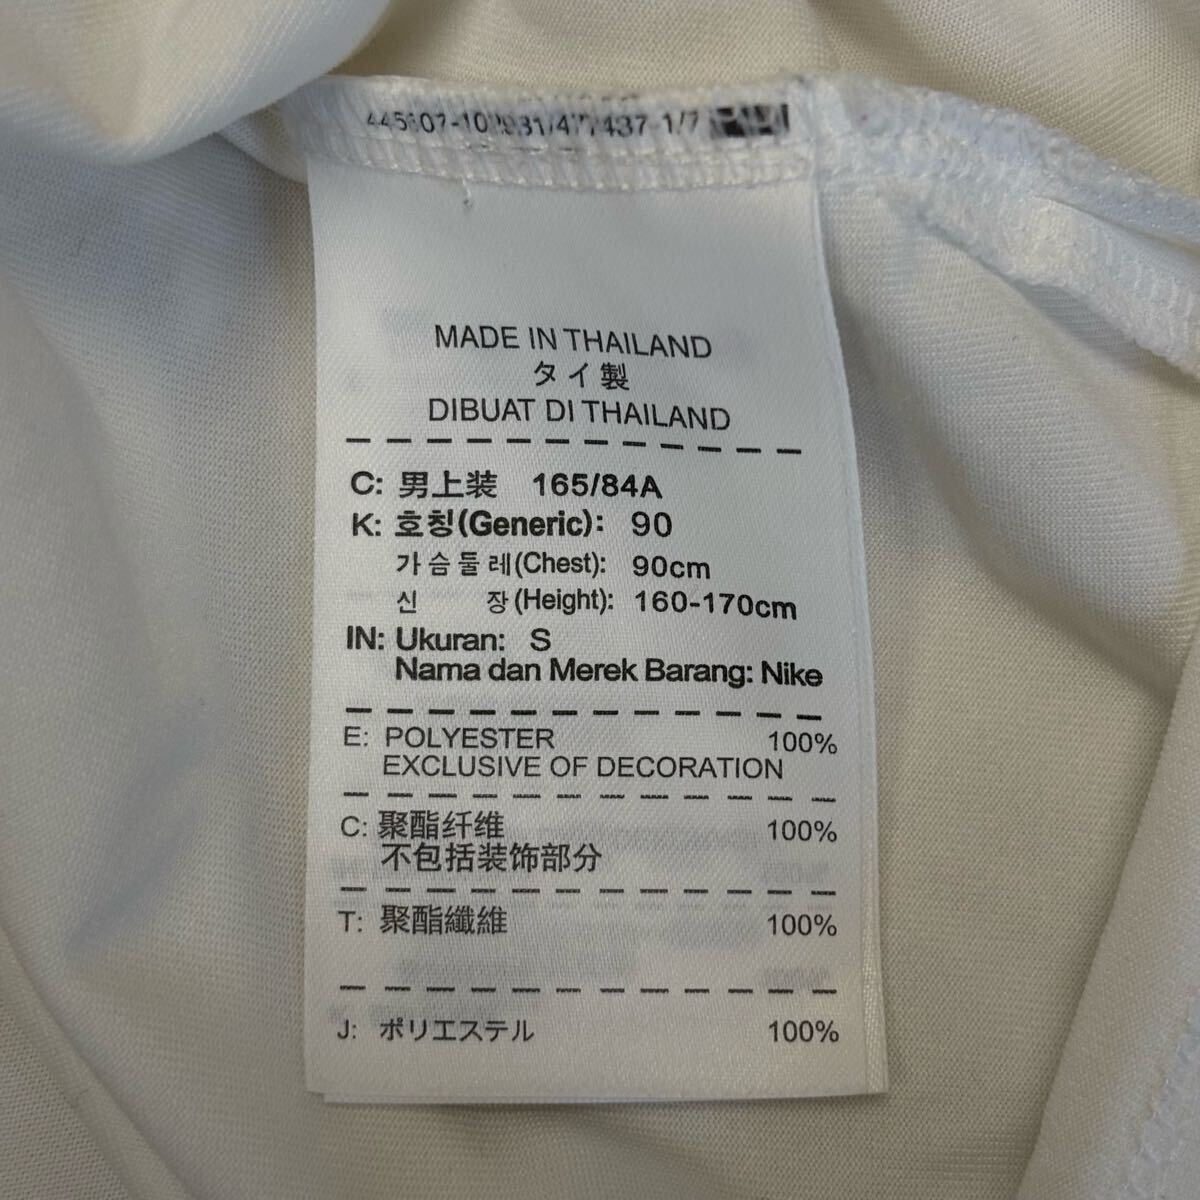 MADE IN THAILAND
タイ製
DIBUAT DI THAILAND
C: 男上装 165/84A
K: 호칭(Generic): 90
가슴둘레(Chest): 90cm
신 장(Height): 160-170cm
IN: Ukuran: S
Nama dan Merek Barang: Nike
E: POLYESTER 100%
EXCLUSIVE OF DECORATION
C: 聚酯纤维 100%
不包括装饰部分
T: 聚酯纖維 100%
J: ポリエステル 100%